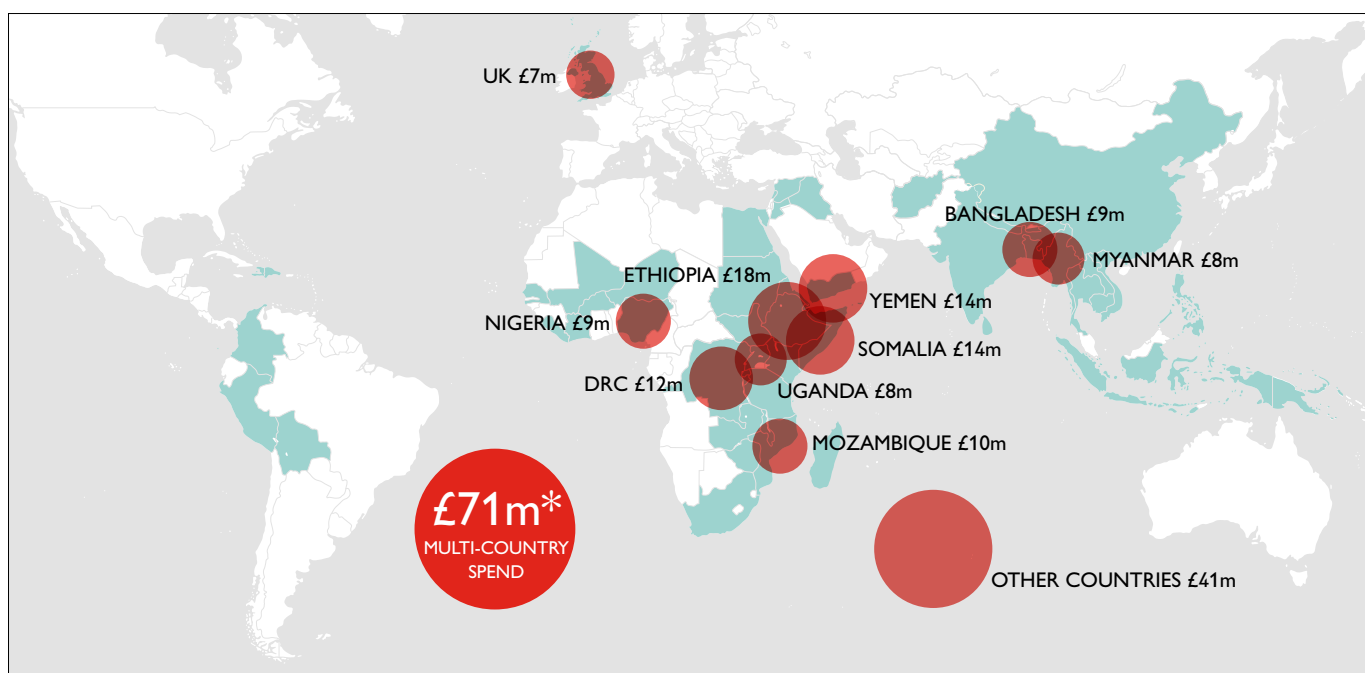 UK £7m
BANGLADESH £9m
MYANMAR £8m
ETHIOPIA £18m
YEMEN £14m
NIGERIA £9m
SOMALIA £14m
DRC £12m
UGANDA £8m
MOZAMBIQUE £10m
£71m*
MULTI-COUNTRY
SPEND
OTHER COUNTRIES £41m